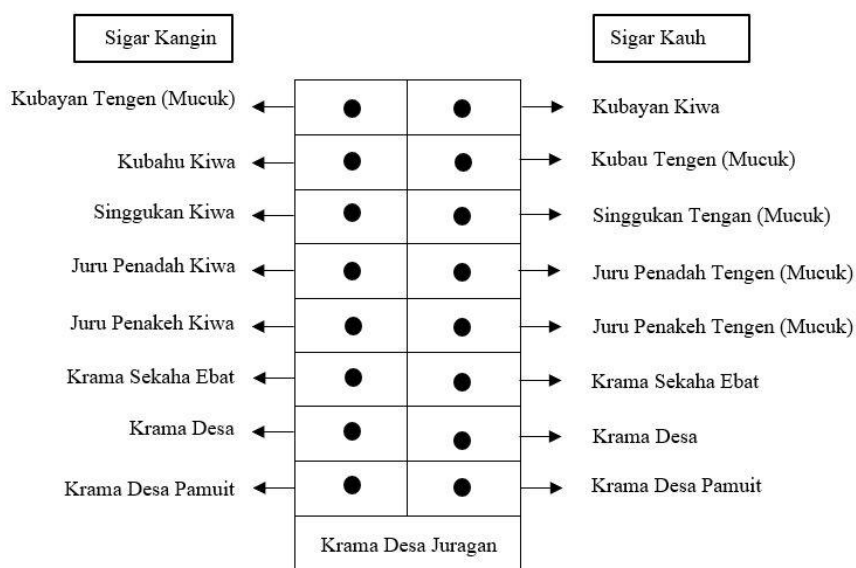 Sigar Kangin
Sigar Kauh
Kubayan Tengen (Mucuk)
Kubayan Kiwa
Kubahu Kiwa
Kubau Tengen (Mucuk)
Singgukan Kiwa
Singgukan Tengan (Mucuk)
Juru Penadah Kiwa
Juru Penadah Tengen (Mucuk)
Juru Penakeh Kiwa
Juru Penakeh Tengen (Mucuk)
Krama Sekaha Ebat
Krama Sekaha Ebat
Krama Desa
Krama Desa
Krama Desa Pamuit
Krama Desa Pamuit
Krama Desa Juragan